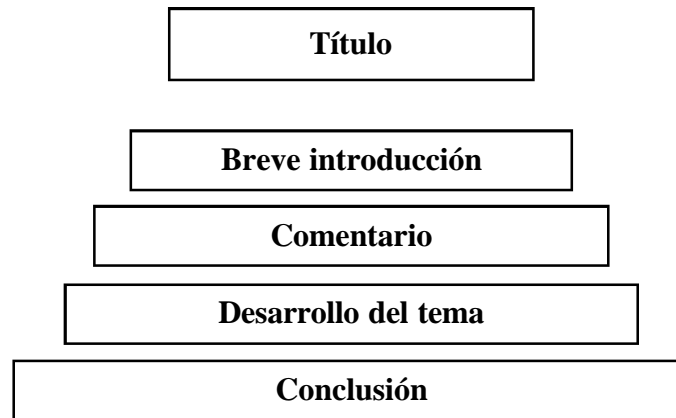 Título
Breve introducción
Comentario
Desarrollo del tema
Conclusión